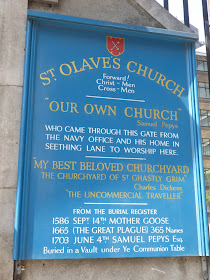 ST OLAVE'S CHURCH
Forward!
Christ-Men
Cross-Men
"OUR OWN CHURCH"
Samuel Pepys
WHO CAME THROUGH THIS GATE FROM
THE NAVY OFFICE AND HIS HOME IN
SEETHING LANE TO WORSHIP HERE.
"MY BEST BELOVED CHURCHYARD
THE CHURCHYARD OF ST GHASTLY GRIM"
Charles Dickens
"THE UNCOMMERCIAL TRAVELLER"
FROM THE BURIAL REGISTER
1586 SEPT. 14TH MOTHER GOOSE
1665 (THE GREAT PLAGUE) 365 Names
1703 JUNE 4TH SAMUEL PEPYS Esq.
Buried in a Vault under Ye Communion Table